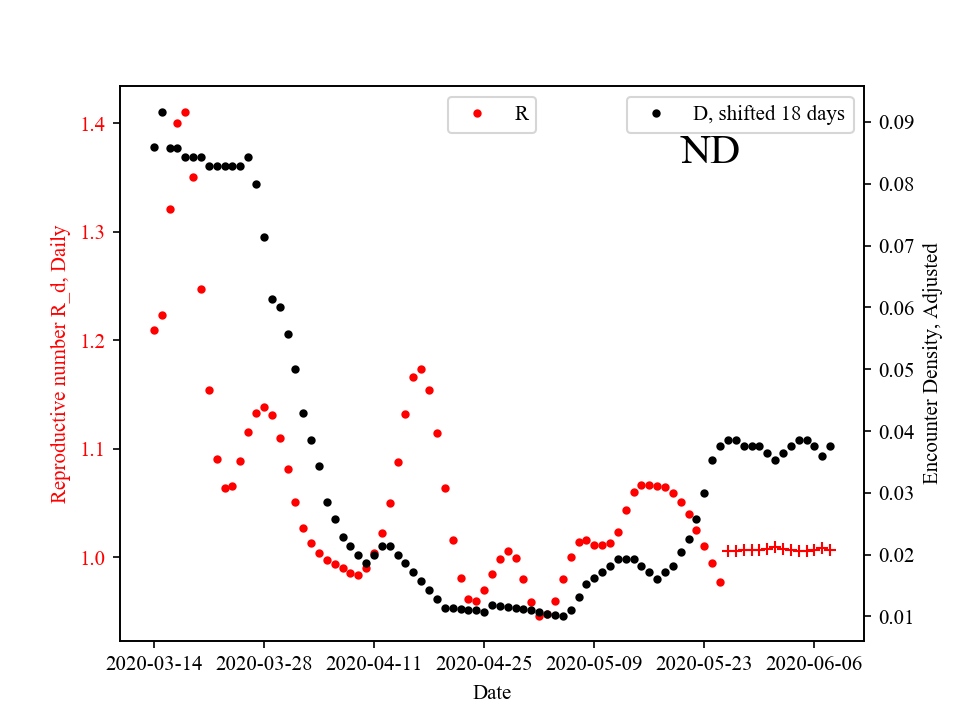 R
D, shifted 18 days
ND
1.4
1.3
1.2
1.1
1.0
Reproductive number R_d, Daily
0.09
0.08
0.07
0.06
0.05
0.04
0.03
0.02
0.01
Encounter Density, Adjusted
2020-03-14 2020-03-28 2020-04-11 2020-04-25 2020-05-09 2020-05-23 2020-06-06
Date